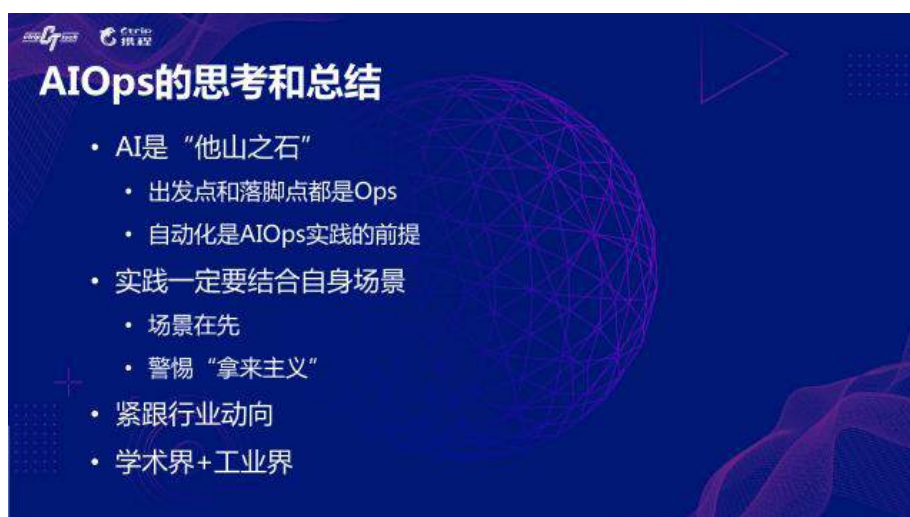 Ctrip
携程
AIOps的思考和总结
• AI是“他山之石”
• 出发点和落脚点都是Ops
• 自动化是AIOps实践的前提
• 实践一定要结合自身场景
• 场景在先
• 警惕“拿来主义”
• 紧跟行业动向
• 学术界+工业界